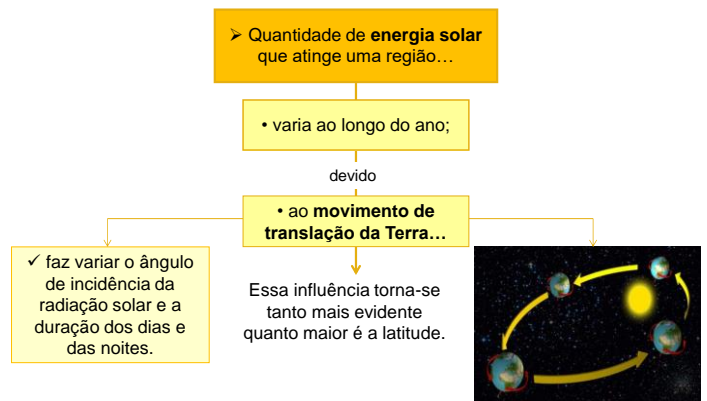 ➢ Quantidade de energia solar
que atinge uma região…
• varia ao longo do ano;
devido
• ao movimento de
translação da Terra…
✓ faz variar o ângulo
de incidência da
radiação solar e a
duração dos dias e
das noites.
Essa influência torna-se
tanto mais evidente
quanto maior é a latitude.